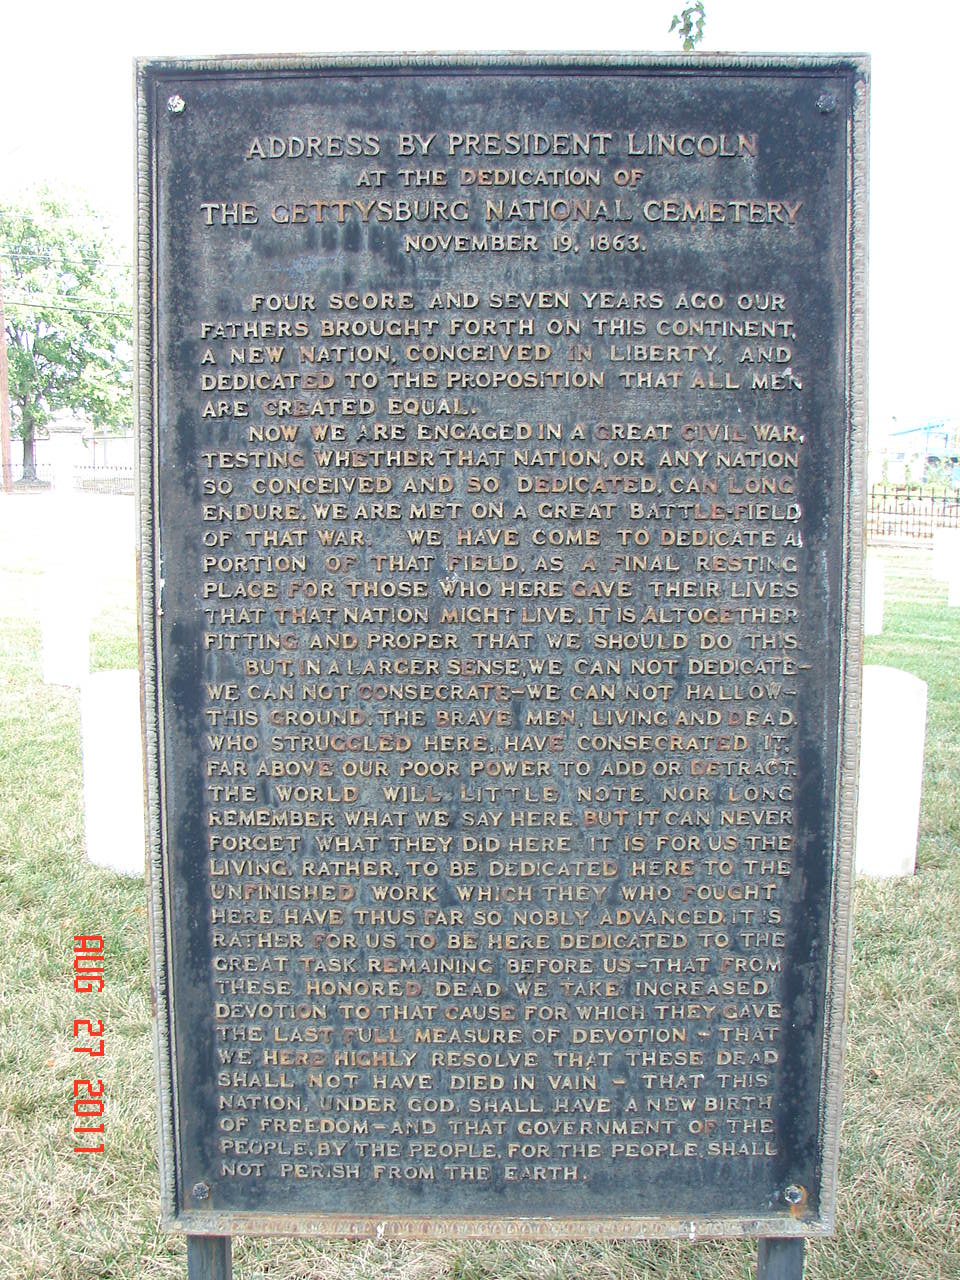 ADDRESS BY PRESIDENT LINCOLN
AT THE DEDICATION OF
THE GETTYSBURG NATIONAL CEMETERY
NOVEMBER 19, 1863.
FOUR SCORE AND SEVEN YEARS AGO OUR
FATHERS BROUGHT FORTH ON THIS CONTINENT,
A NEW NATION, CONCEIVED IN LIBERTY, AND
DEDICATED TO THE PROPOSITION THAT ALL MEN
ARE CREATED EQUAL.
NOW WE ARE ENGAGED IN A GREAT CIVIL WAR,
TESTING WHETHER THAT NATION, OR ANY NATION
SO CONCEIVED AND SO DEDICATED, CAN LONG
ENDURE. WE ARE MET ON A GREAT BATTLE-FIELD
OF THAT WAR. WE HAVE COME TO DEDICATE A
PORTION OF THAT FIELD, AS A FINAL RESTING
PLACE FOR THOSE WHO HERE GAVE THEIR LIVES
THAT THAT NATION MIGHT LIVE. IT IS ALTOGETHER
FITTING AND PROPER THAT WE SHOULD DO THIS.
BUT, IN A LARGER SENSE, WE CAN NOT DEDICATE—
WE CAN NOT CONSECRATE—WE CAN NOT HALLOW—
THIS GROUND. THE BRAVE MEN, LIVING AND DEAD,
WHO STRUGGLED HERE, HAVE CONSECRATED IT,
FAR ABOVE OUR POOR POWER TO ADD OR DETRACT.
THE WORLD WILL LITTLE NOTE, NOR LONG
REMEMBER WHAT WE SAY HERE, BUT IT CAN NEVER
FORGET WHAT THEY DID HERE. IT IS FOR US THE
LIVING, RATHER, TO BE DEDICATED HERE TO THE
UNFINISHED WORK WHICH THEY WHO FOUGHT
HERE HAVE THUS FAR SO NOBLY ADVANCED. IT IS
RATHER FOR US TO BE HERE DEDICATED TO THE
GREAT TASK REMAINING BEFORE US—THAT FROM
THESE HONORED DEAD WE TAKE INCREASED
DEVOTION TO THAT CAUSE FOR WHICH THEY GAVE
THE LAST FULL MEASURE OF DEVOTION — THAT
WE HERE HIGHLY RESOLVE THAT THESE DEAD
SHALL NOT HAVE DIED IN VAIN — THAT THIS
NATION, UNDER GOD, SHALL HAVE A NEW BIRTH
OF FREEDOM—AND THAT GOVERNMENT OF THE
PEOPLE, BY THE PEOPLE, FOR THE PEOPLE, SHALL
NOT PERISH FROM THE EARTH.
AUG 27 2011